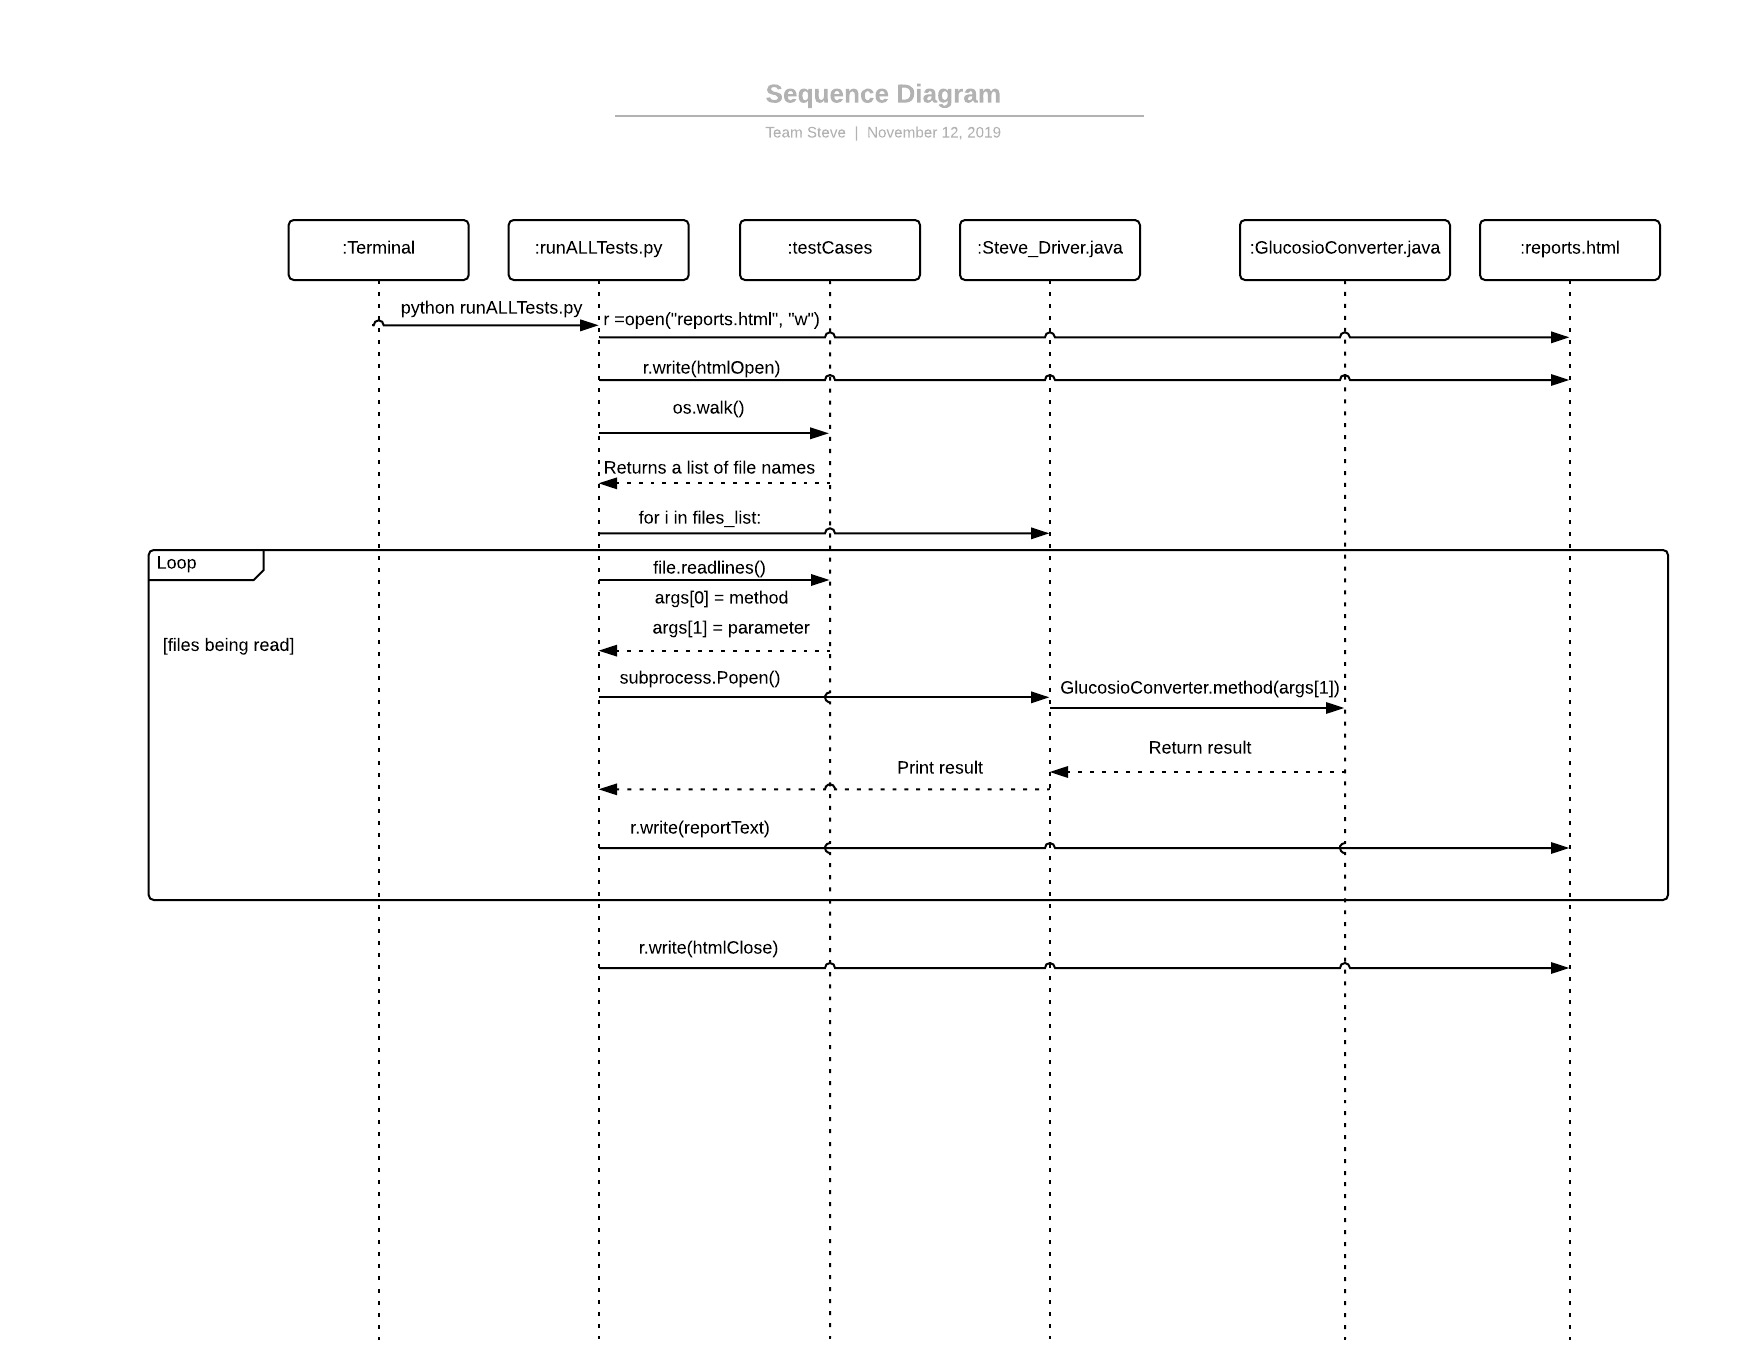 Sequence Diagram
Team Steve | November 12, 2019
:Terminal
:runALLTests.py
:testCases
:Steve_Driver.java
:GlucosioConverter.java
:reports.html
python runALLTests.py
r =open("reports.html", "w")
r.write(htmlOpen)
os.walk()
Returns a list of file names
for i in files_list:
Loop
file.readlines()
args[0] = method
args[1] = parameter
[files being read]
subprocess.Popen()
GlucosioConverter.method(args[1])
Return result
Print result
r.write(reportText)
r.write(htmlClose)